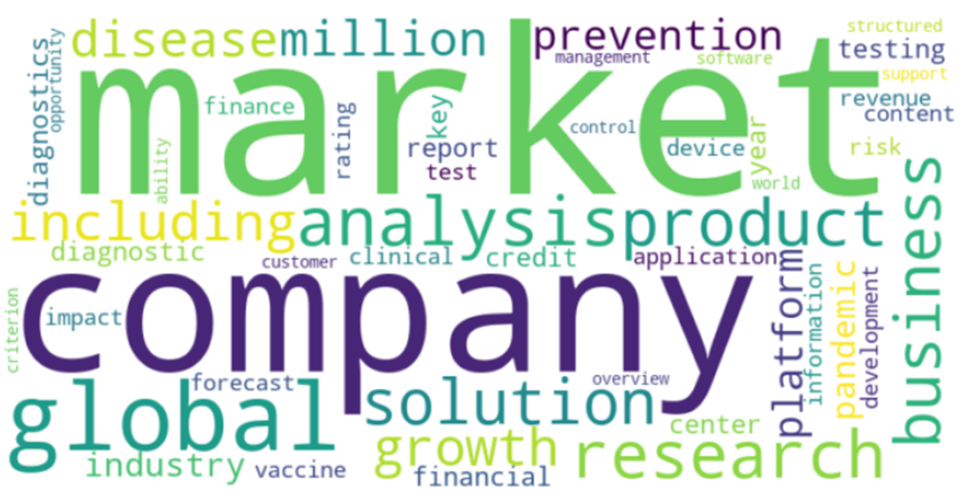 disease
million
prevention
structured
testing
management
software
support
diagnostics
opportunity
market
finance
rating
key
control
revenue
content
ability
report
test
device
year
world
risk
including
analysis
product
business
diagnostic
customer
clinical
credit
application
company
platform
information
pandemic
development
criterion
impact
forecast
overview
global
solution
center
growth
research
industry
vaccine
financial